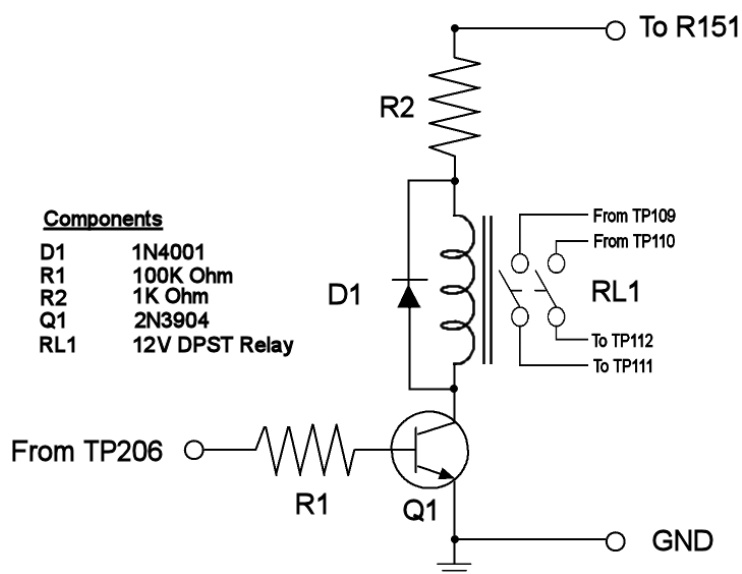 To R151
R2
Components
D1 1N4001
R1 100K Ohm
R2 1K Ohm
Q1 2N3904
RL1 12V DPST Relay
D1
From TP109
From TP110
RL1
To TP112
To TP111
From TP206
R1
Q1
GND